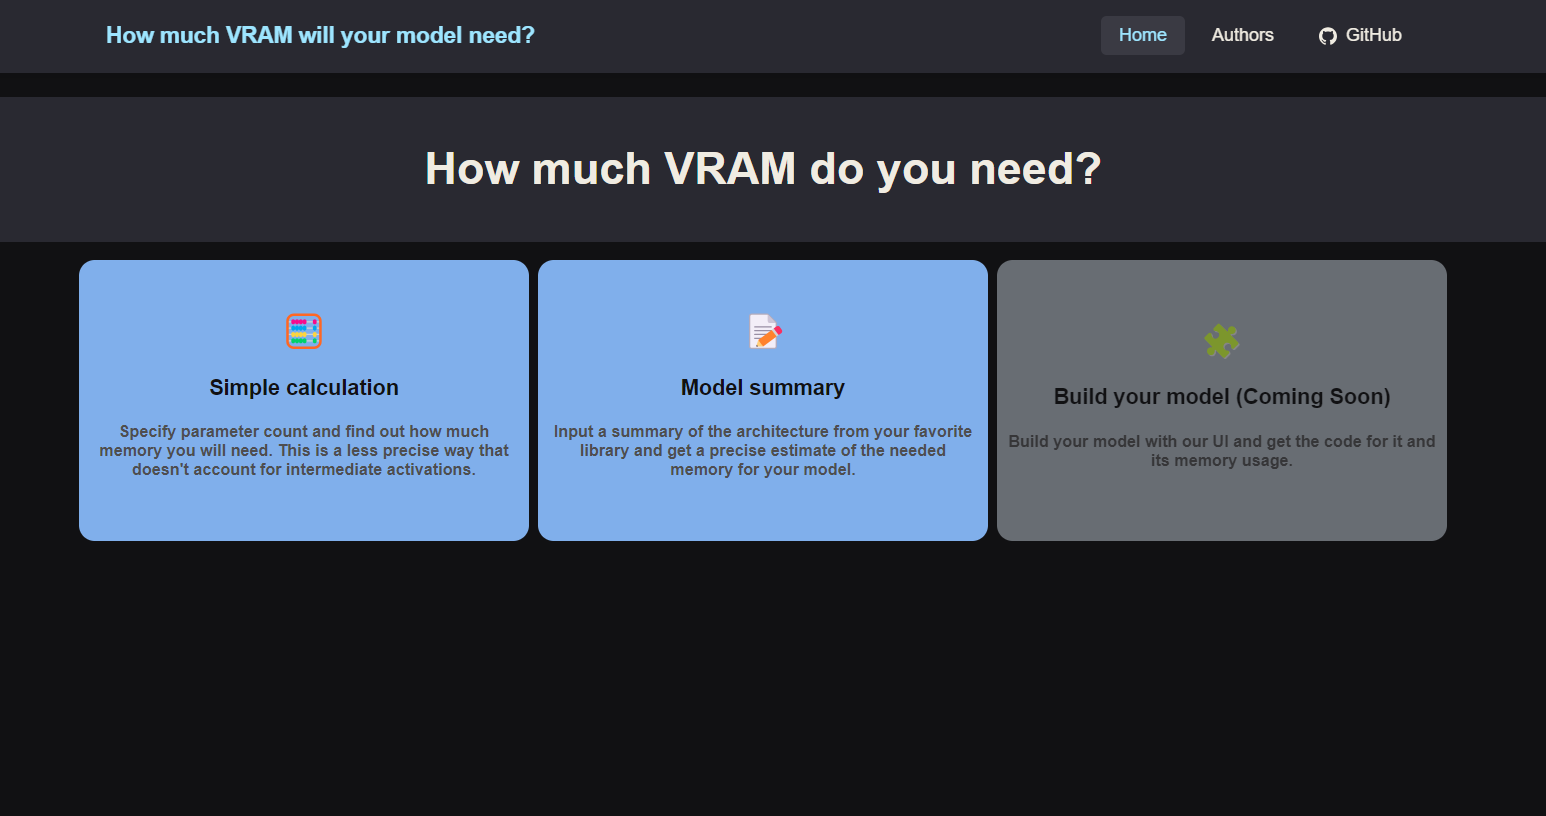 How much VRAM will your model need?
Home
Authors
GitHub
How much VRAM do you need?
Simple calculation
Specify parameter count and find out how much
memory you will need. This is a less precise way that
doesn't account for intermediate activations.
Model summary
Input a summary of the architecture from your favorite
library and get a precise estimate of the needed
memory for your model.
Build your model (Coming Soon)
Build your model with our UI and get the code for it and
its memory usage.